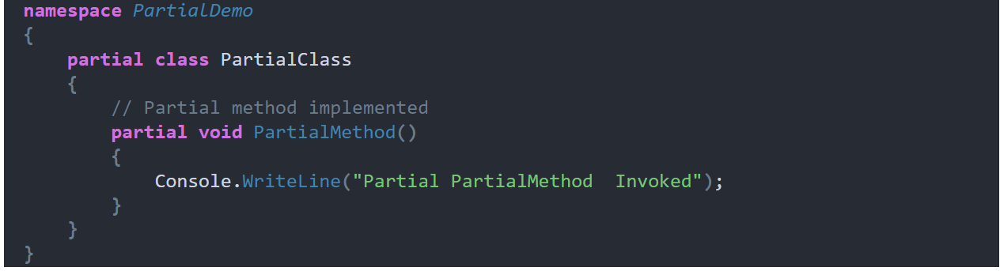 namespace PartialDemo
{
    partial class PartialClass
    {
        // Partial method implemented
        partial void PartialMethod()
        {
            Console.WriteLine("Partial PartialMethod  Invoked");
        }
    }
}